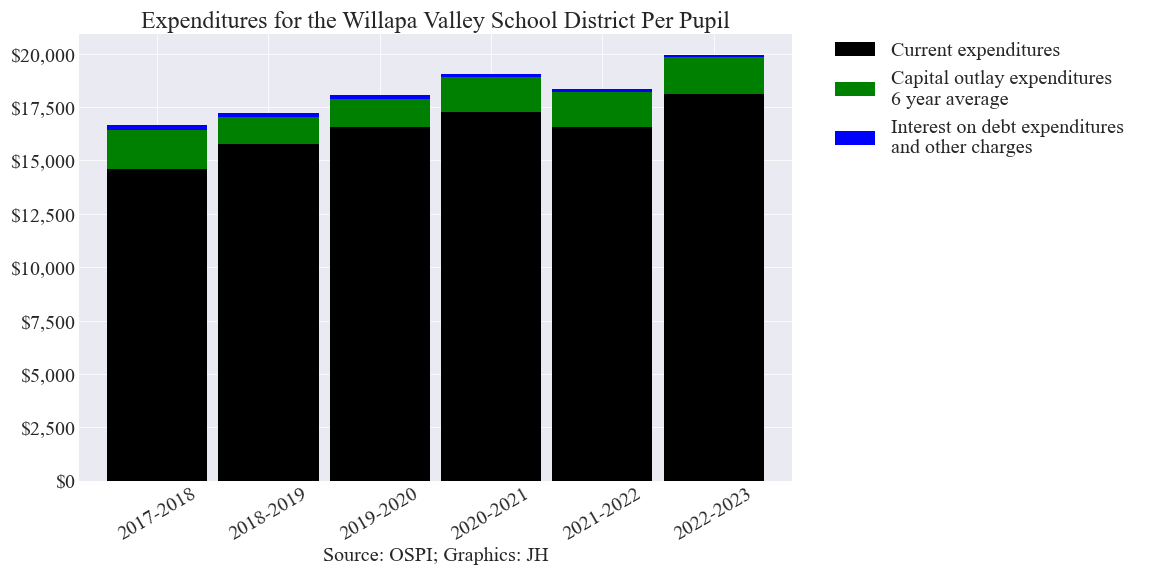 Expenditures for the Willapa Valley School District Per Pupil
$20,000
$17,500
$15,000
$12,500
$10,000
$7,500
$5,000
$2,500
$0
2017-2018
2018-2019
2019-2020
2020-2021
2021-2022
2022-2023
Source: OSPI; Graphics: JH
Current expenditures
Capital outlay expenditures
6 year average
Interest on debt expenditures
and other charges